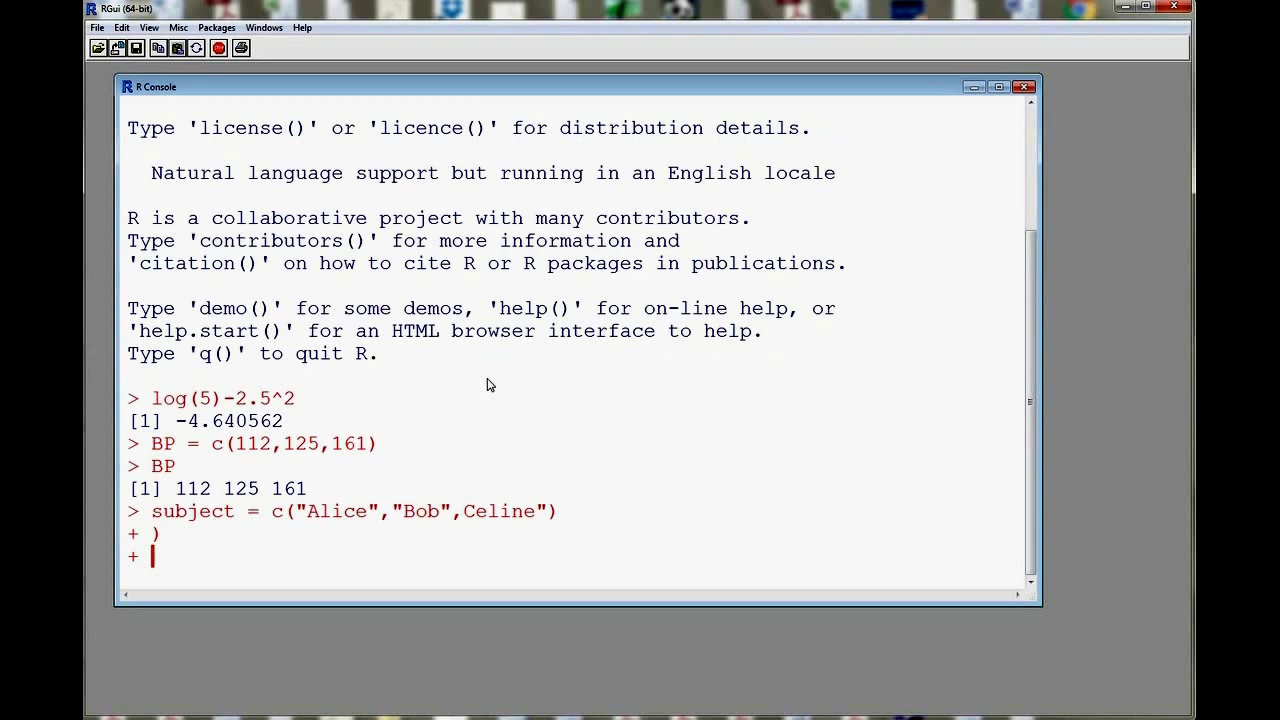 RGui (64-bit)
File Edit View Misc Packages Windows Help
R Console
Type 'license()' or 'licence()' for distribution details.
Natural language support but running in an English locale
R is a collaborative project with many contributors.
Type 'contributors()' for more information and
'citation()' on how to cite R or R packages in publications.
Type 'demo()' for some demos, 'help()' for on-line help, or
'help.start()' for an HTML browser interface to help.
Type 'q()' to quit R.
> log(5)-2.5^2
[1] -4.640562
> BP = c(112,125,161)
> BP
[1] 112 125 161
> subject = c("Alice","Bob",Celine")
+ )
+